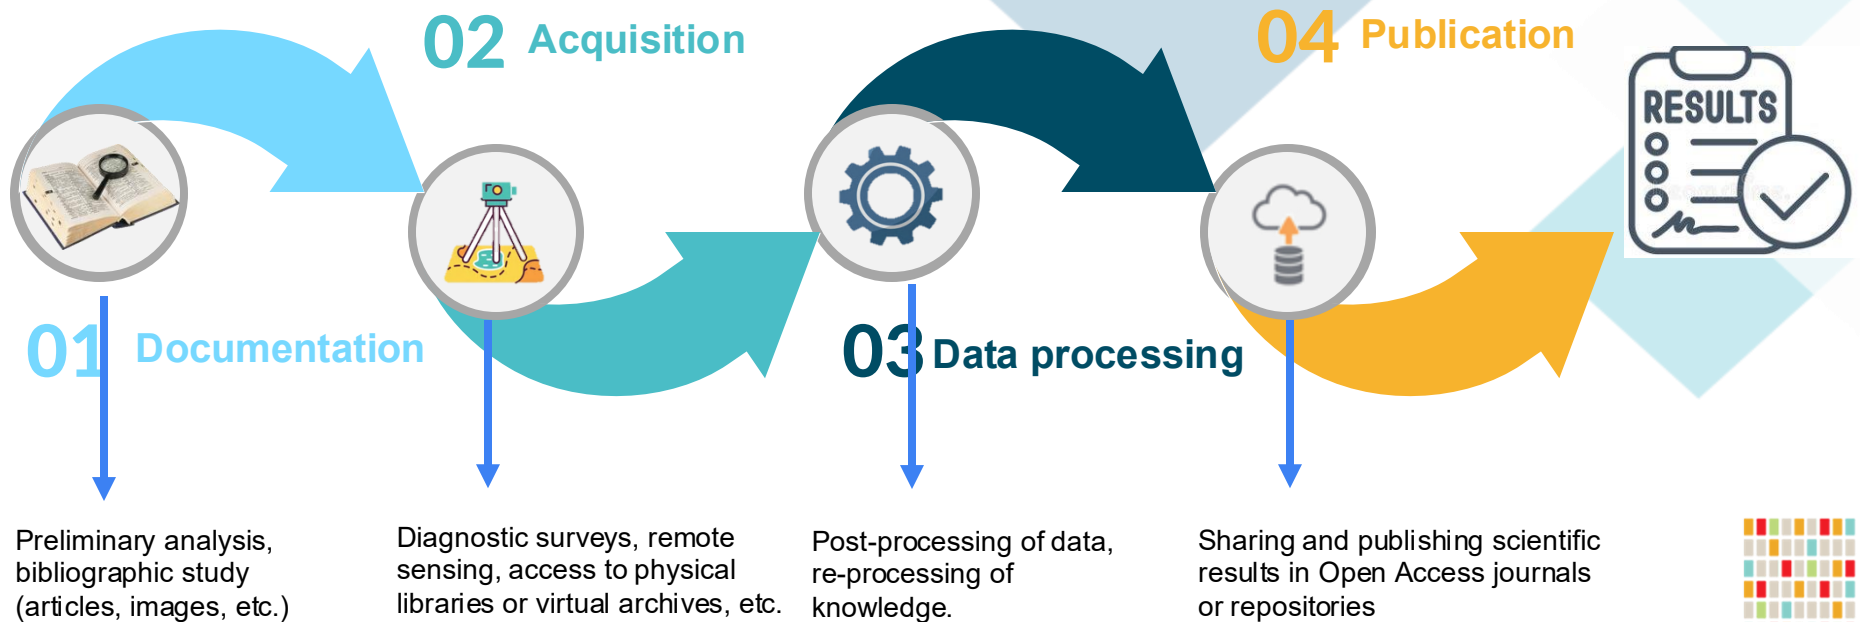 02 Acquisition
04 Publication
RESULTS
01 Documentation
03 Data processing
Preliminary analysis,
bibliographic study
(articles, images, etc.)
Diagnostic surveys, remote
sensing, access to physical
libraries or virtual archives, etc.
Post-processing of data,
re-processing of
knowledge.
Sharing and publishing scientific
results in Open Access journals
or repositories